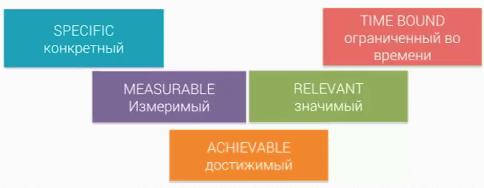 SPECIFIC
конкретный
TIME BOUND
ограниченный во
времени
MEASURABLE
Измеримый
RELEVANT
значимый
ACHIEVABLE
достижимый